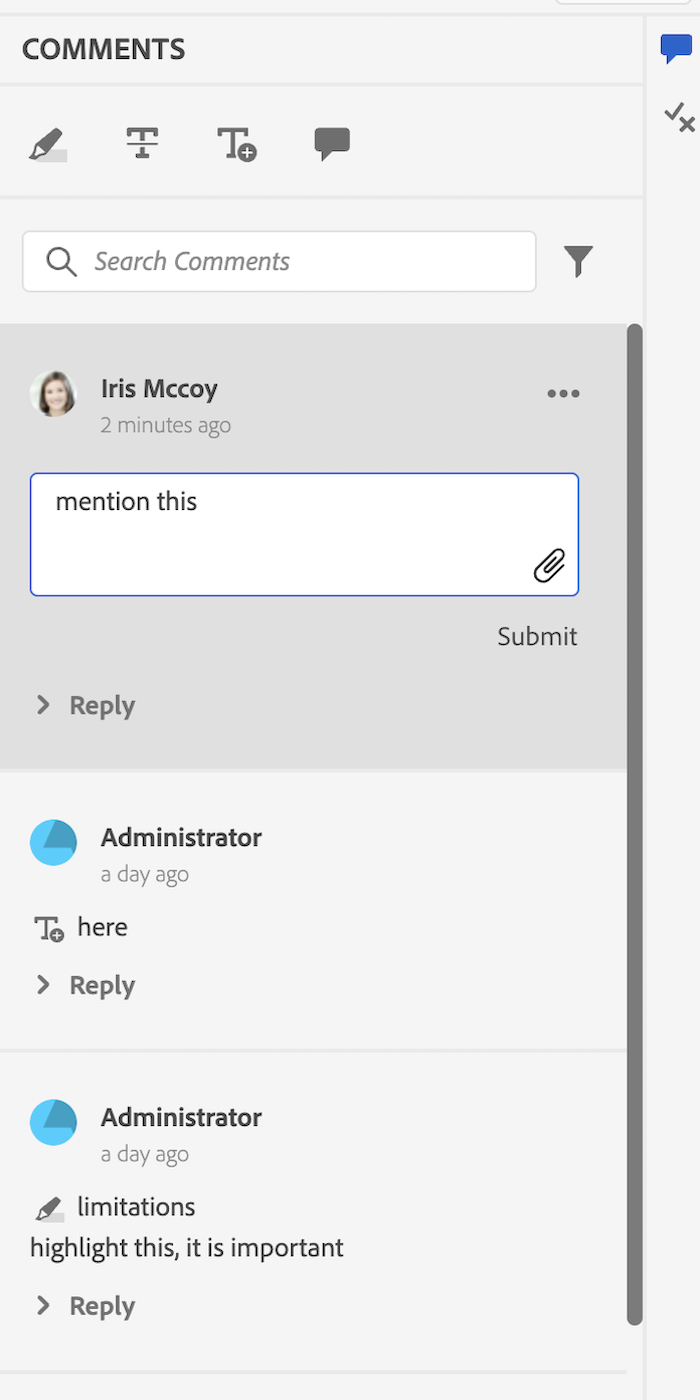 COMMENTS
Search Comments
Iris Mccoy
2 minutes ago
mention this
Submit
Reply
Administrator
a day ago
here
Reply
Administrator
a day ago
limitations
highlight this, it is important
Reply